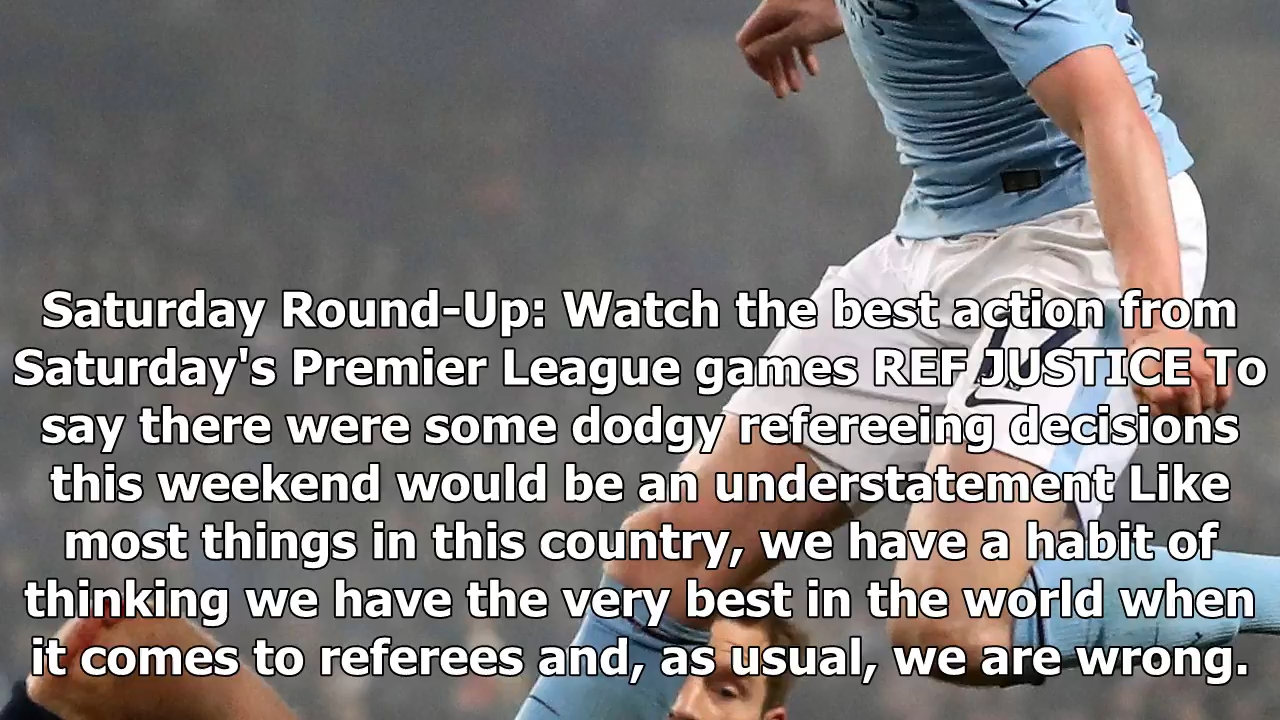 Saturday Round-Up: Watch the best action from
Saturday's Premier League games REF JUSTICE To
say there were some dodgy refereeing decisions
this weekend would be an understatement Like
most things in this country, we have a habit of
thinking we have the very best in the world when
it comes to referees and, as usual, we are wrong.